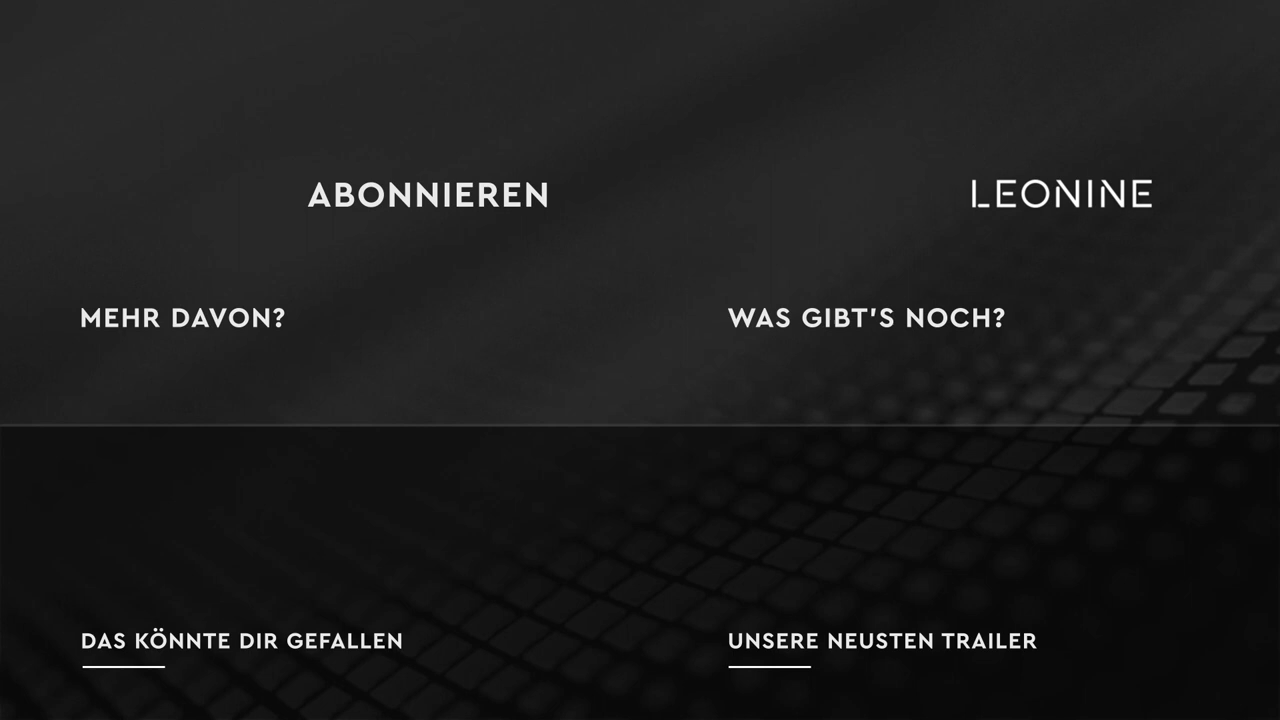 ABONNIEREN
LEONINE
MEHR DAVON?
WAS GIBT'S NOCH?
DAS KÖNNTE DIR GEFALLEN
UNSERE NEUSTEN TRAILER